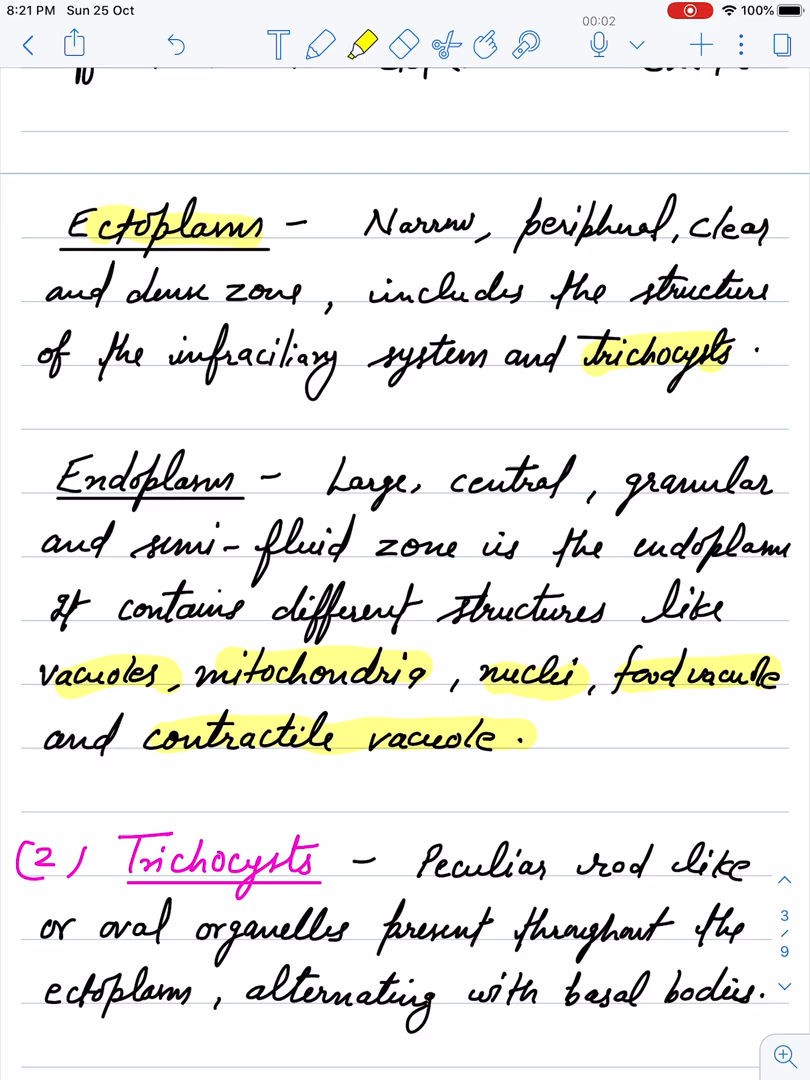 8:21 PM Sun 25 Oct
100%
00:02
T
Ectoplasm - Narrow, peripheral, clear
and dense zone, includes the structure
of the infraciliary system and Trichocysts.
Endoplasm - Large, central, granular
and semi-fluid zone is the endoplasm
It contains different structures like
vacuoles, mitochondria, nuclei, food vacuole
and contractile vacuole.
(2) Trichocysts - Peculiar rod like
or oval organelles present throughout the
ectoplasm, alternating with basal bodies.
3
/
9